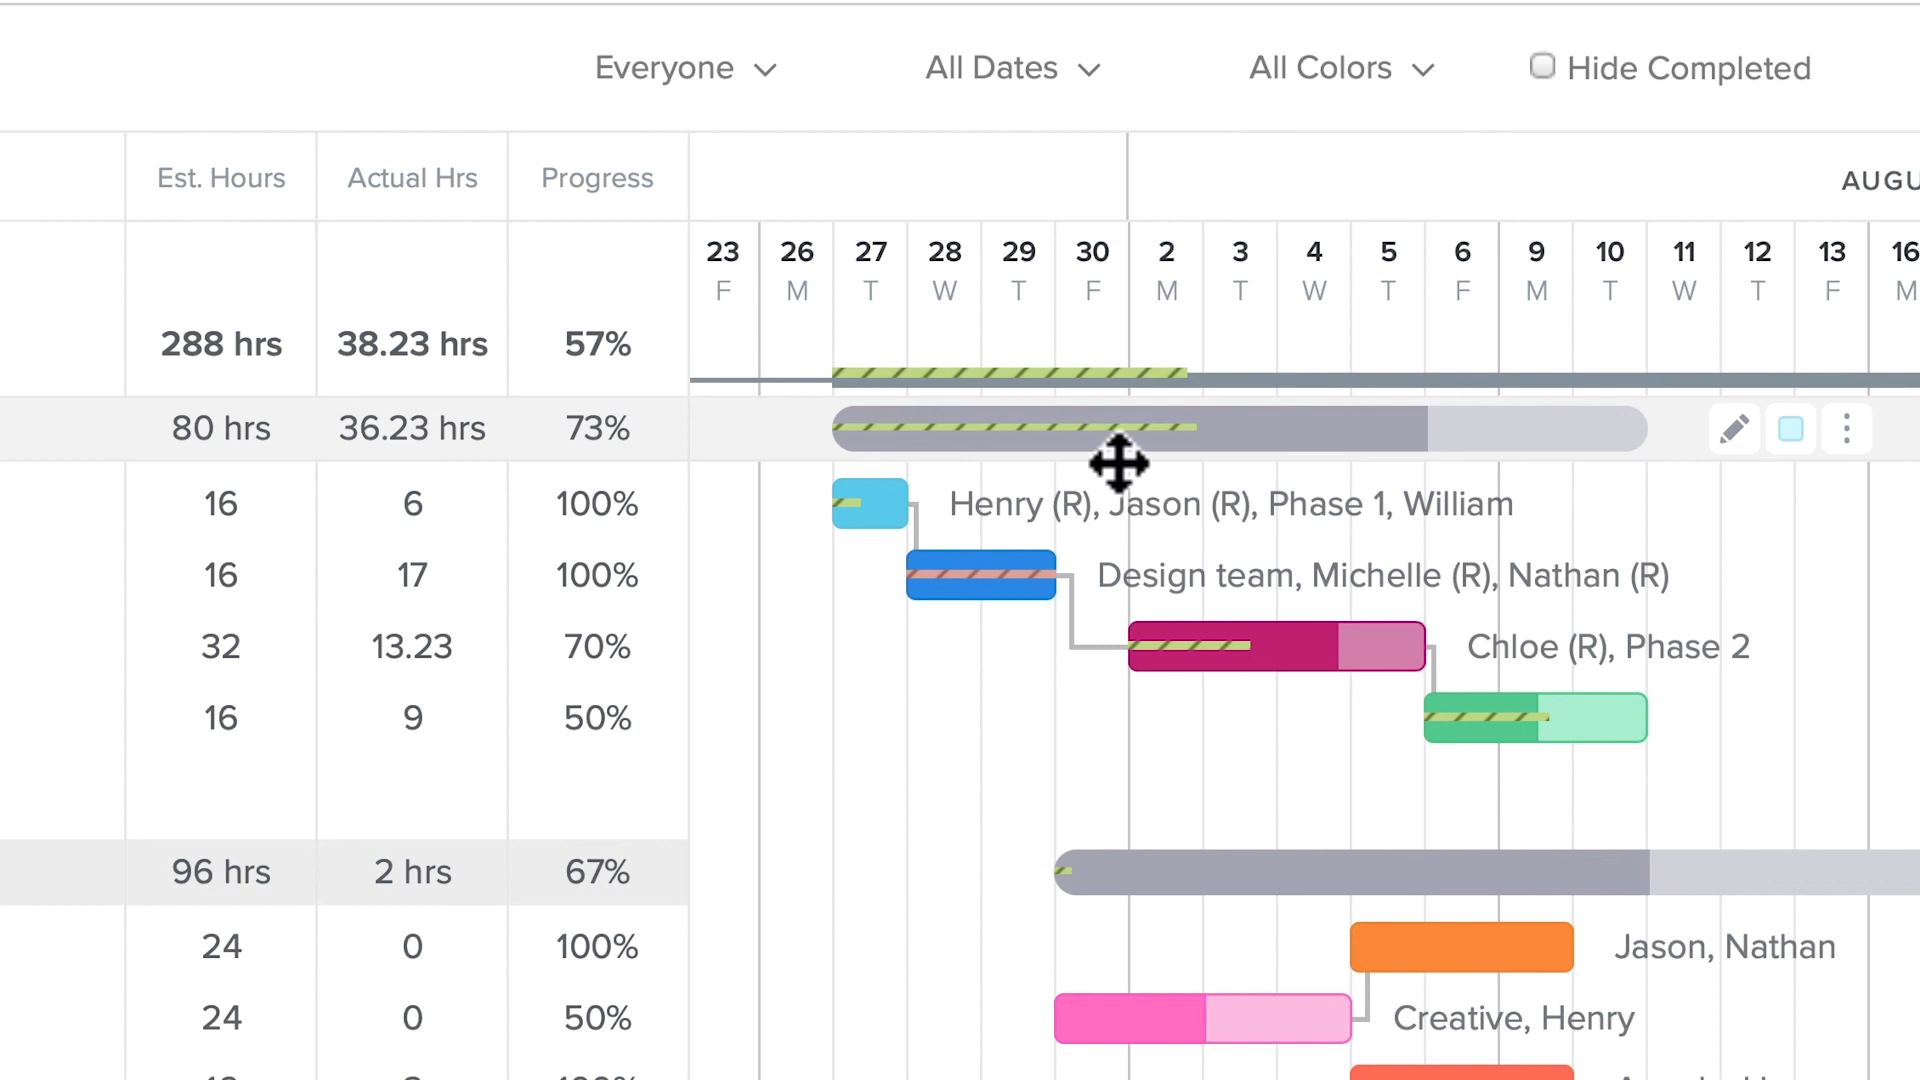 Everyone All Dates All Colors Hide Completed
Est. Hours Actual Hrs Progress AUGU
23 26 27 28 29 30 2 3 4 5 6 9 10 11 12 13 16
F M T W T F M T W T F M T W T F M
288 hrs 38.23 hrs 57%
80 hrs 36.23 hrs 73%
16 6 100% Henry (R), Jason (R), Phase 1, William
16 17 100% Design team, Michelle (R), Nathan (R)
32 13.23 70% Chloe (R), Phase 2
16 9 50%
96 hrs 2 hrs 67%
24 0 100% Jason, Nathan
24 0 50% Creative, Henry